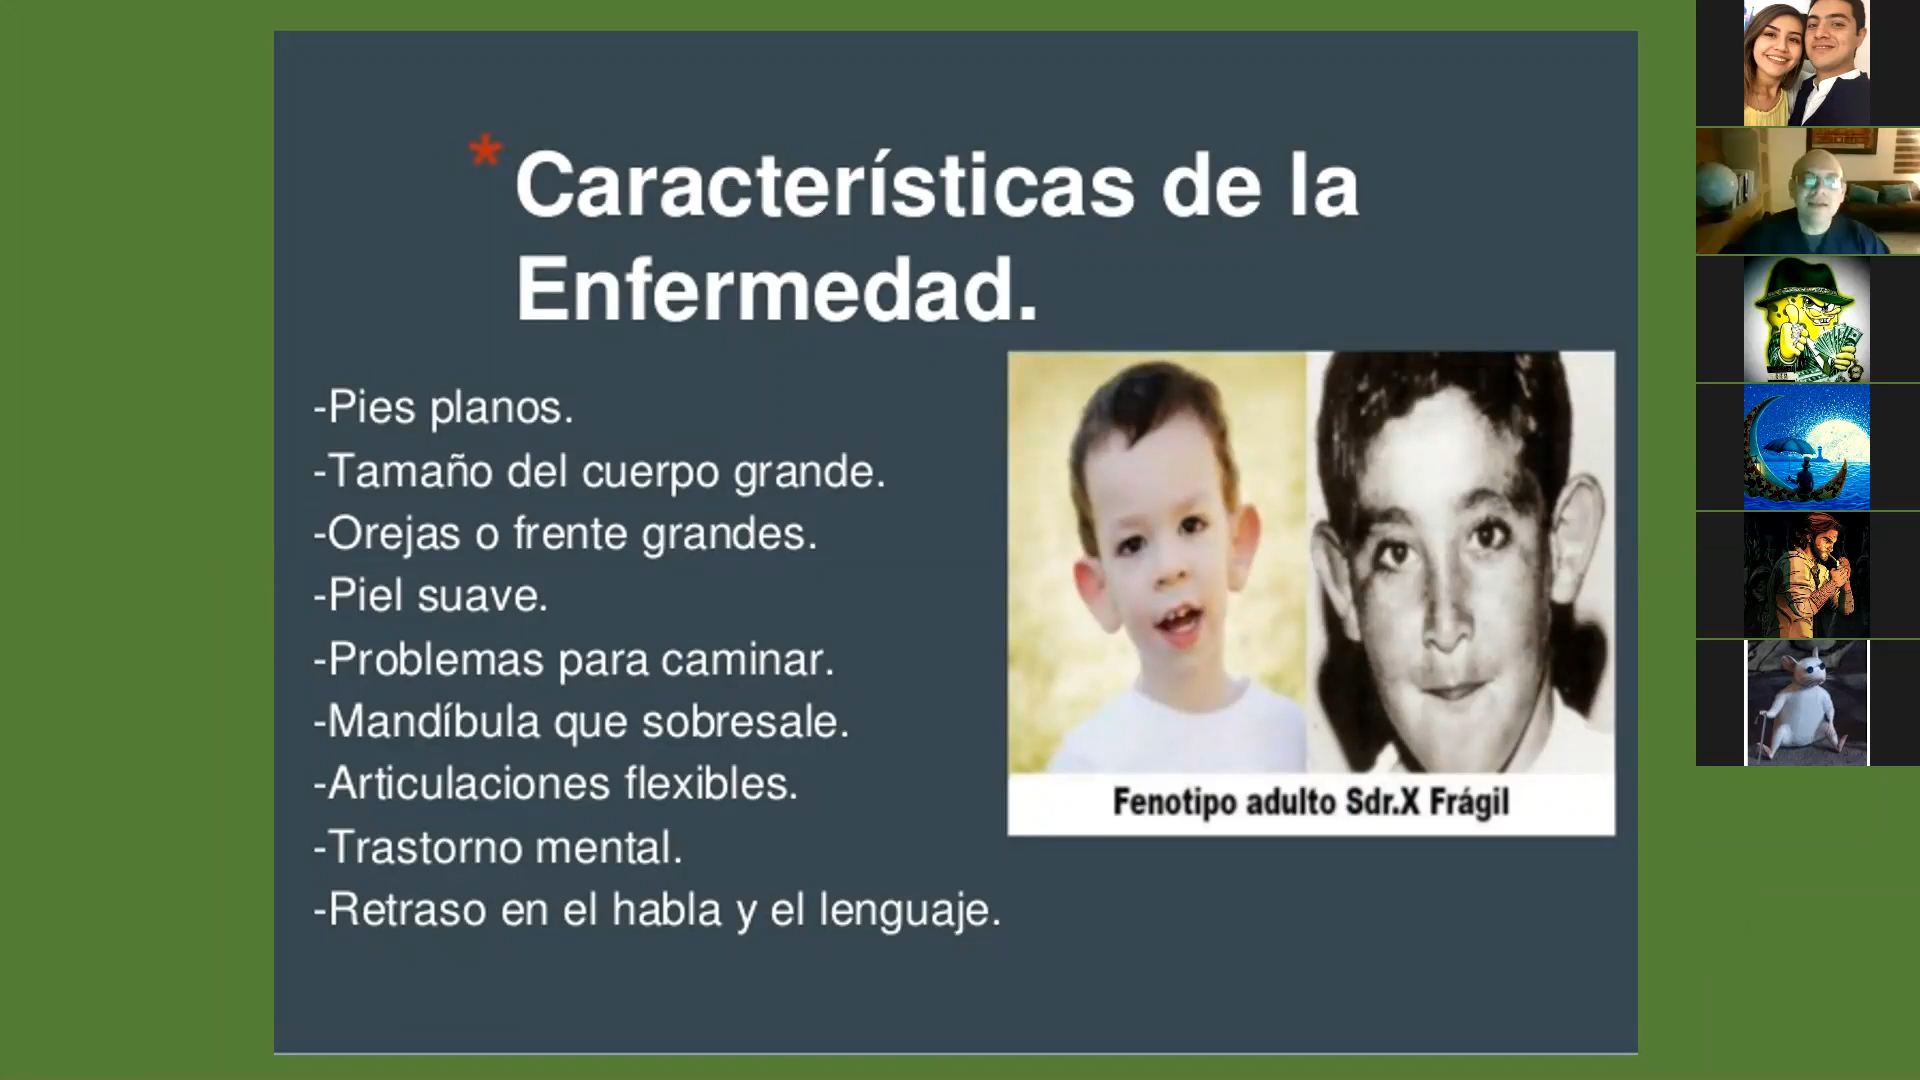 * Características de la
Enfermedad.
-Pies planos.
-Tamaño del cuerpo grande.
-Orejas o frente grandes.
-Piel suave.
-Problemas para caminar.
-Mandíbula que sobresale.
-Articulaciones flexibles.
-Trastorno mental.
-Retraso en el habla y el lenguaje.
Fenotipo adulto Sdr.X Frágil